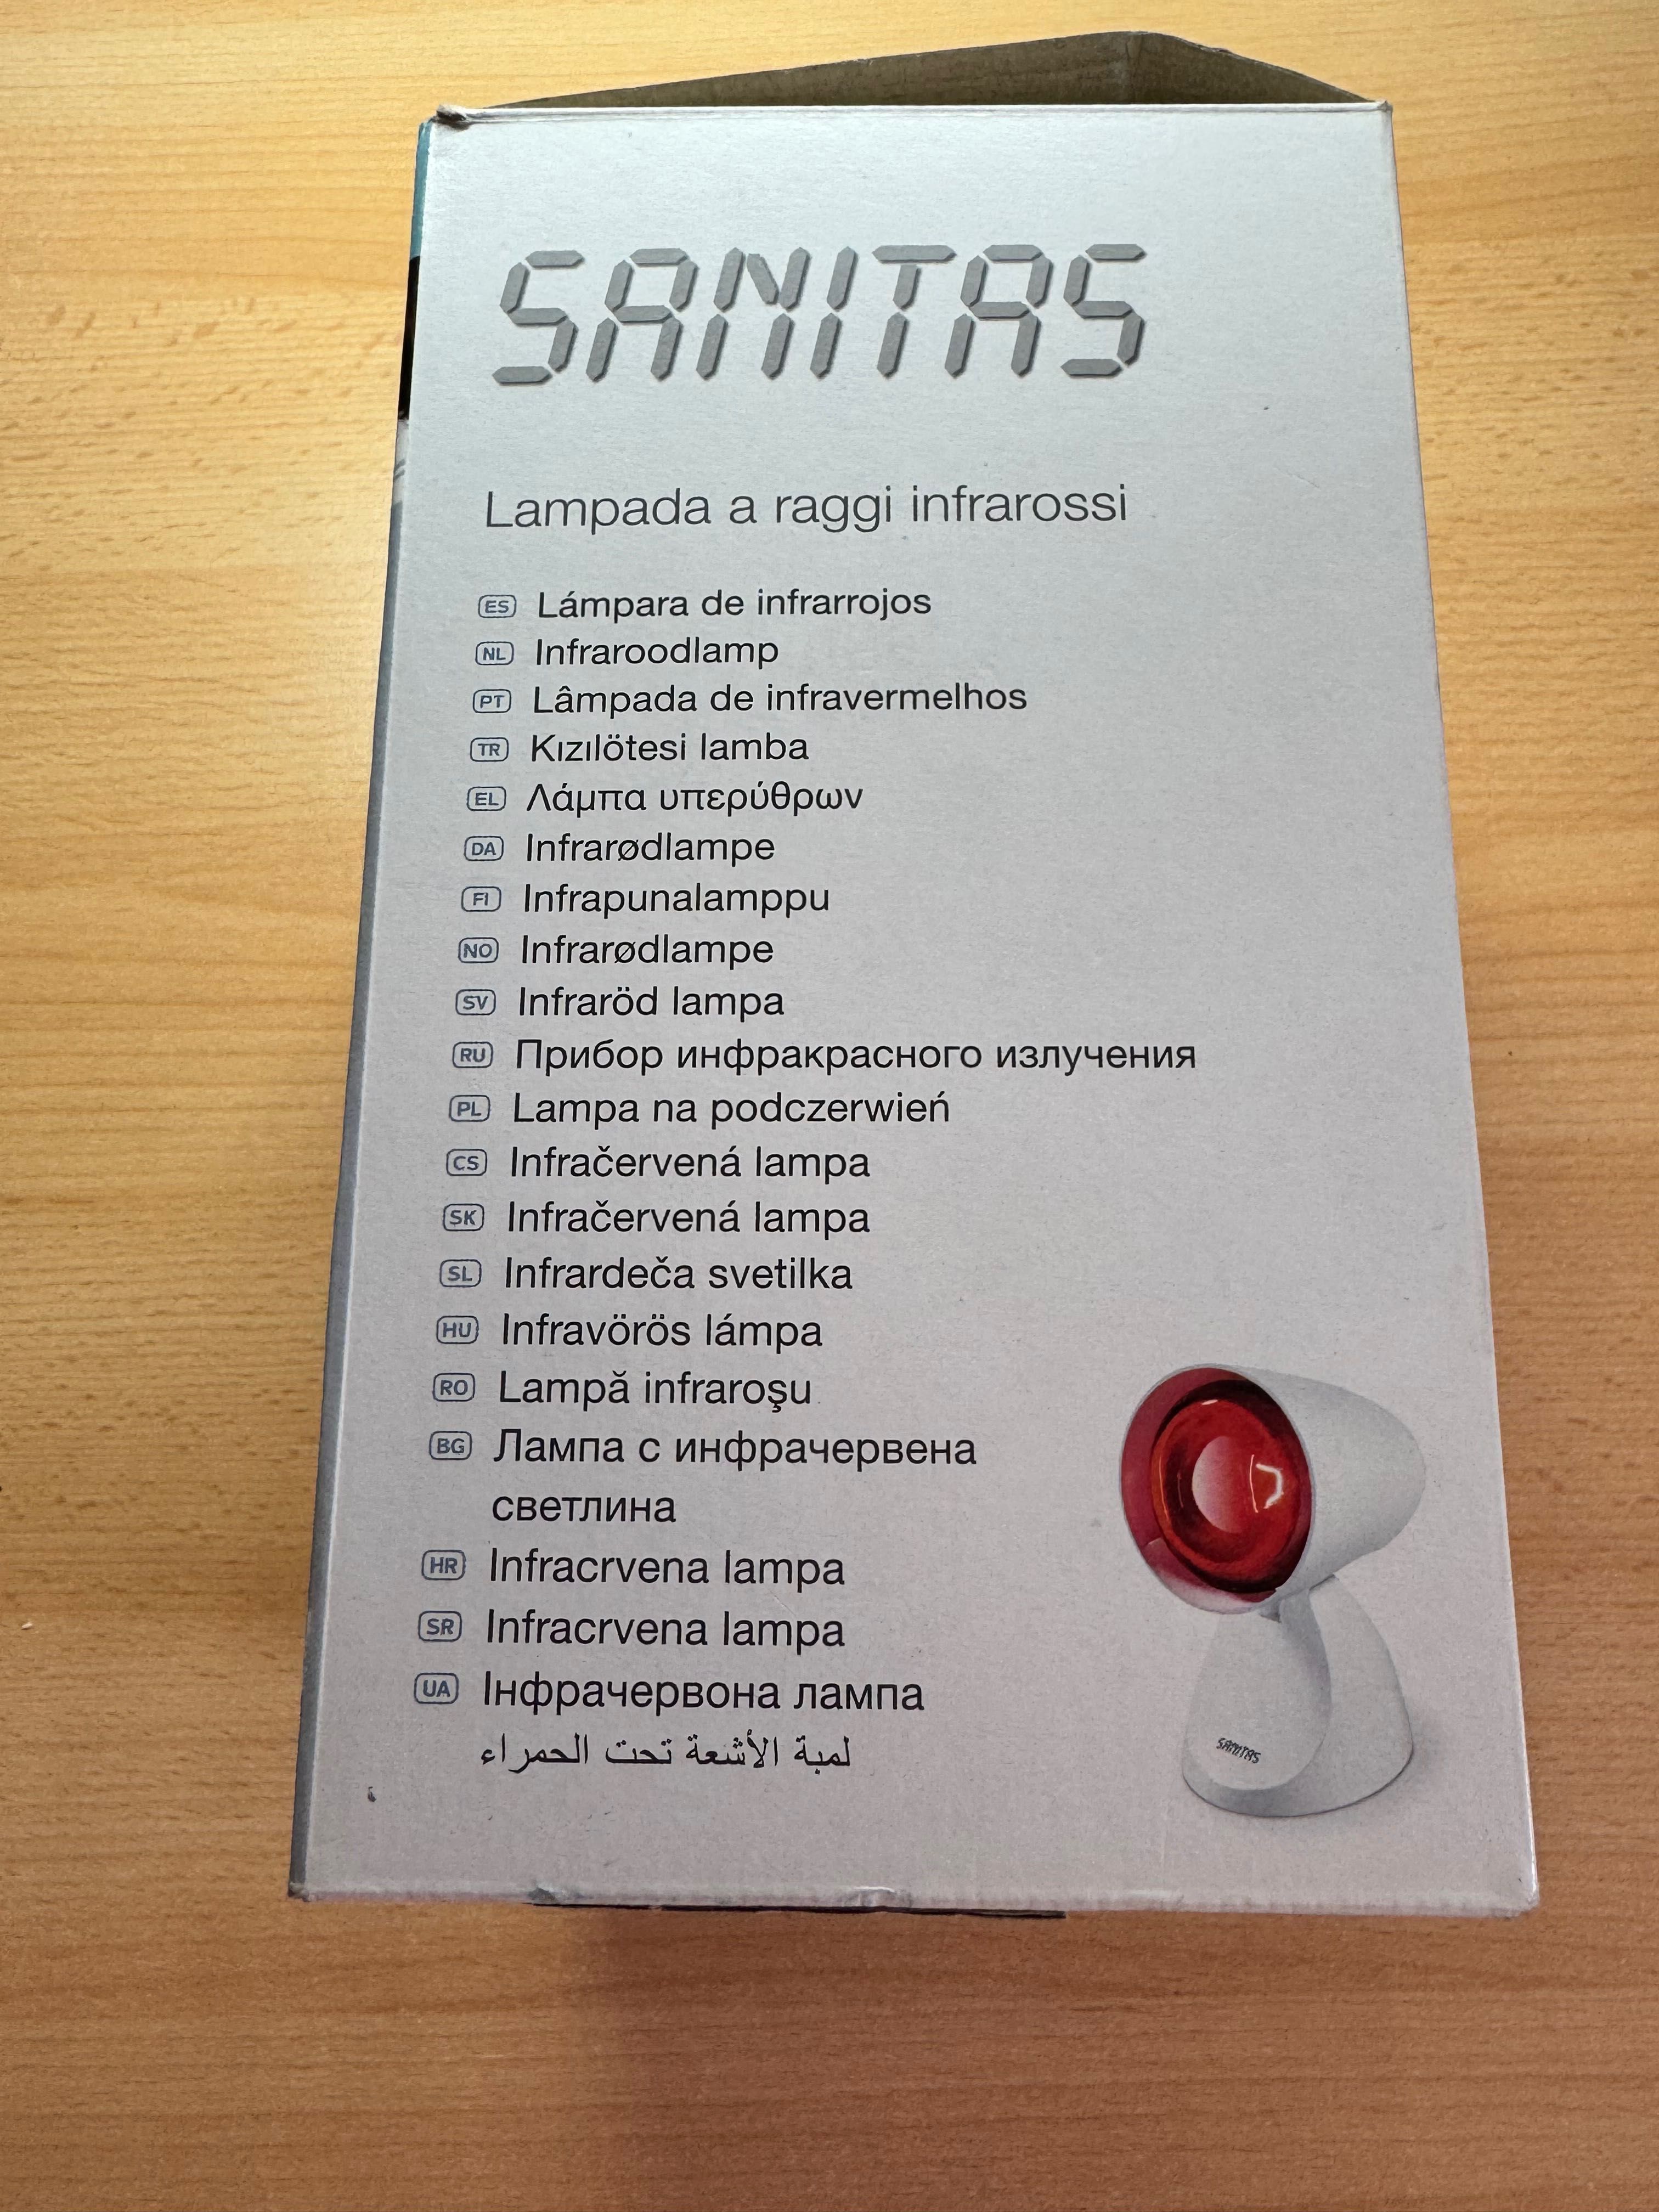 SANITAS
Lampada a raggi infrarossi
ES Lámpara de infrarrojos
NL Infraroodlamp
PT Lâmpada de infravermelhos
TR Kızılötesi lamba
EL Λάμπα υπερύθρων
DA Infrarødlampe
FI Infrapunalamppu
NO Infrarødlampe
SV Infraröd lampa
RU Прибор инфракрасного излучения
PL Lampa na podczerwień
CS Infračervená lampa
SK Infračervená lampa
SL Infrardeča svetilka
HU Infravörös lámpa
RO Lampă infraroşu
BG Лампа с инфрачервена
светлина
HR Infracrvena lampa
SR Infracrvena lampa
UA Інфрачервона лампа
لمبة الأشعة تحت الحمراء
SANITAS